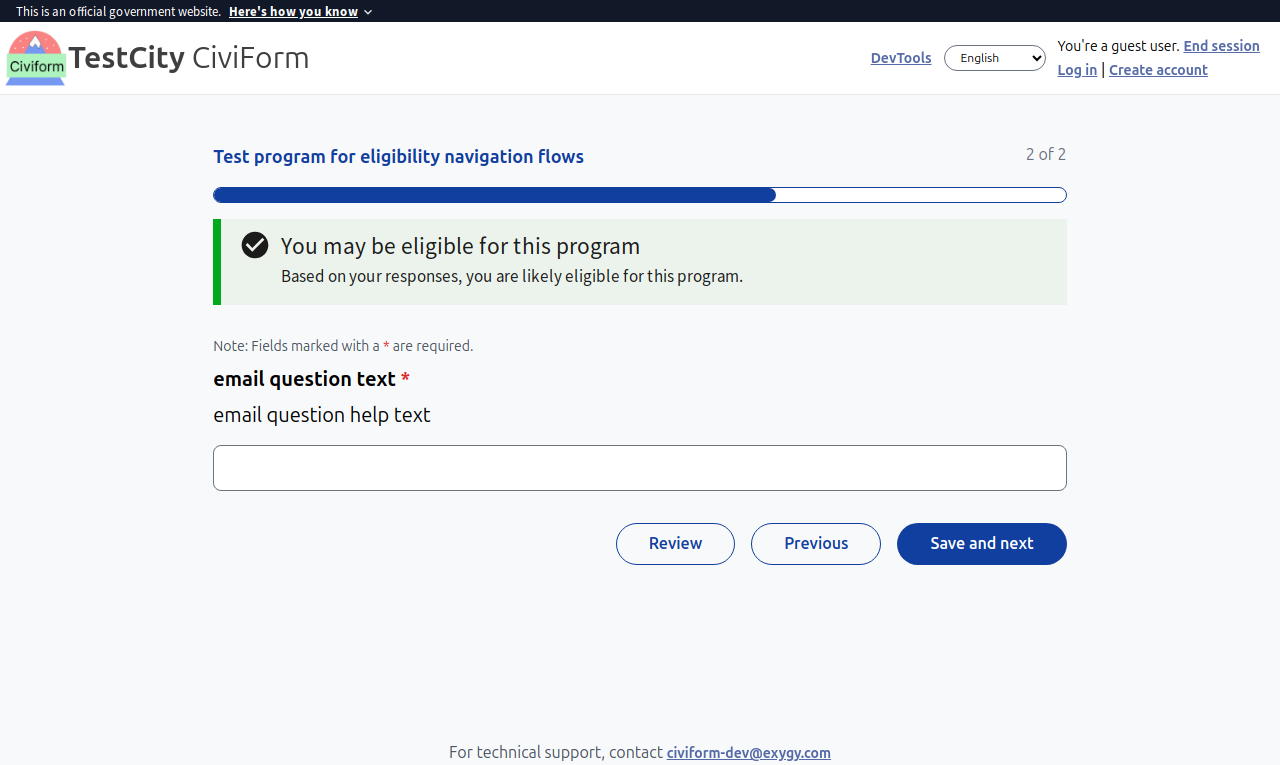 This is an official government website. Here's how you know
Civiform
TestCity CiviForm
DevTools
English
You're a guest user. End session
Log in | Create account
Test program for eligibility navigation flows
2 of 2
You may be eligible for this program
Based on your responses, you are likely eligible for this program.
Note: Fields marked with a * are required.
email question text *
email question help text
Review
Previous
Save and next
For technical support, contact civiform-dev@exygy.com